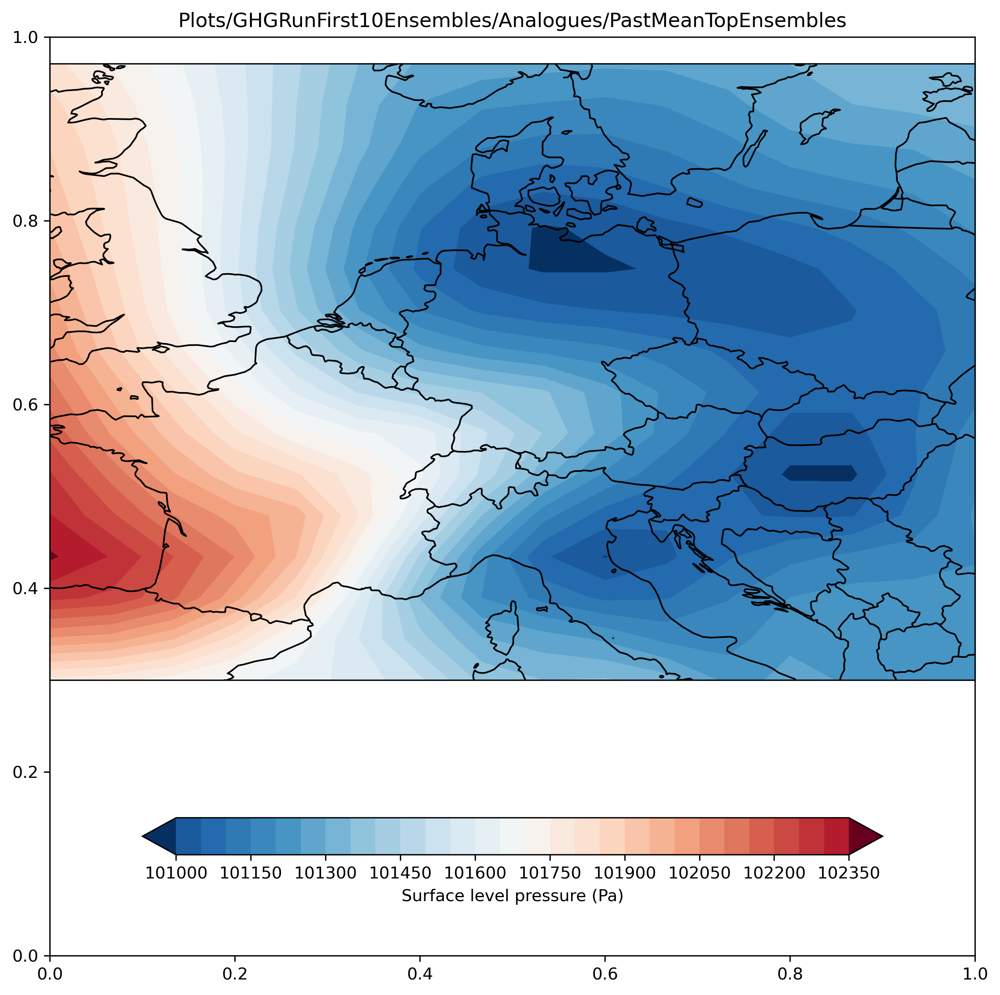 Plots/GHGRunFirst10Ensembles/Analogues/PastMeanTopEnsembles
1.0
0.8
0.6
0.4
0.2
0.0
101000 101150 101300 101450 101600 101750 101900 102050 102200 102350
Surface level pressure (Pa)
0.0 0.2 0.4 0.6 0.8 1.0